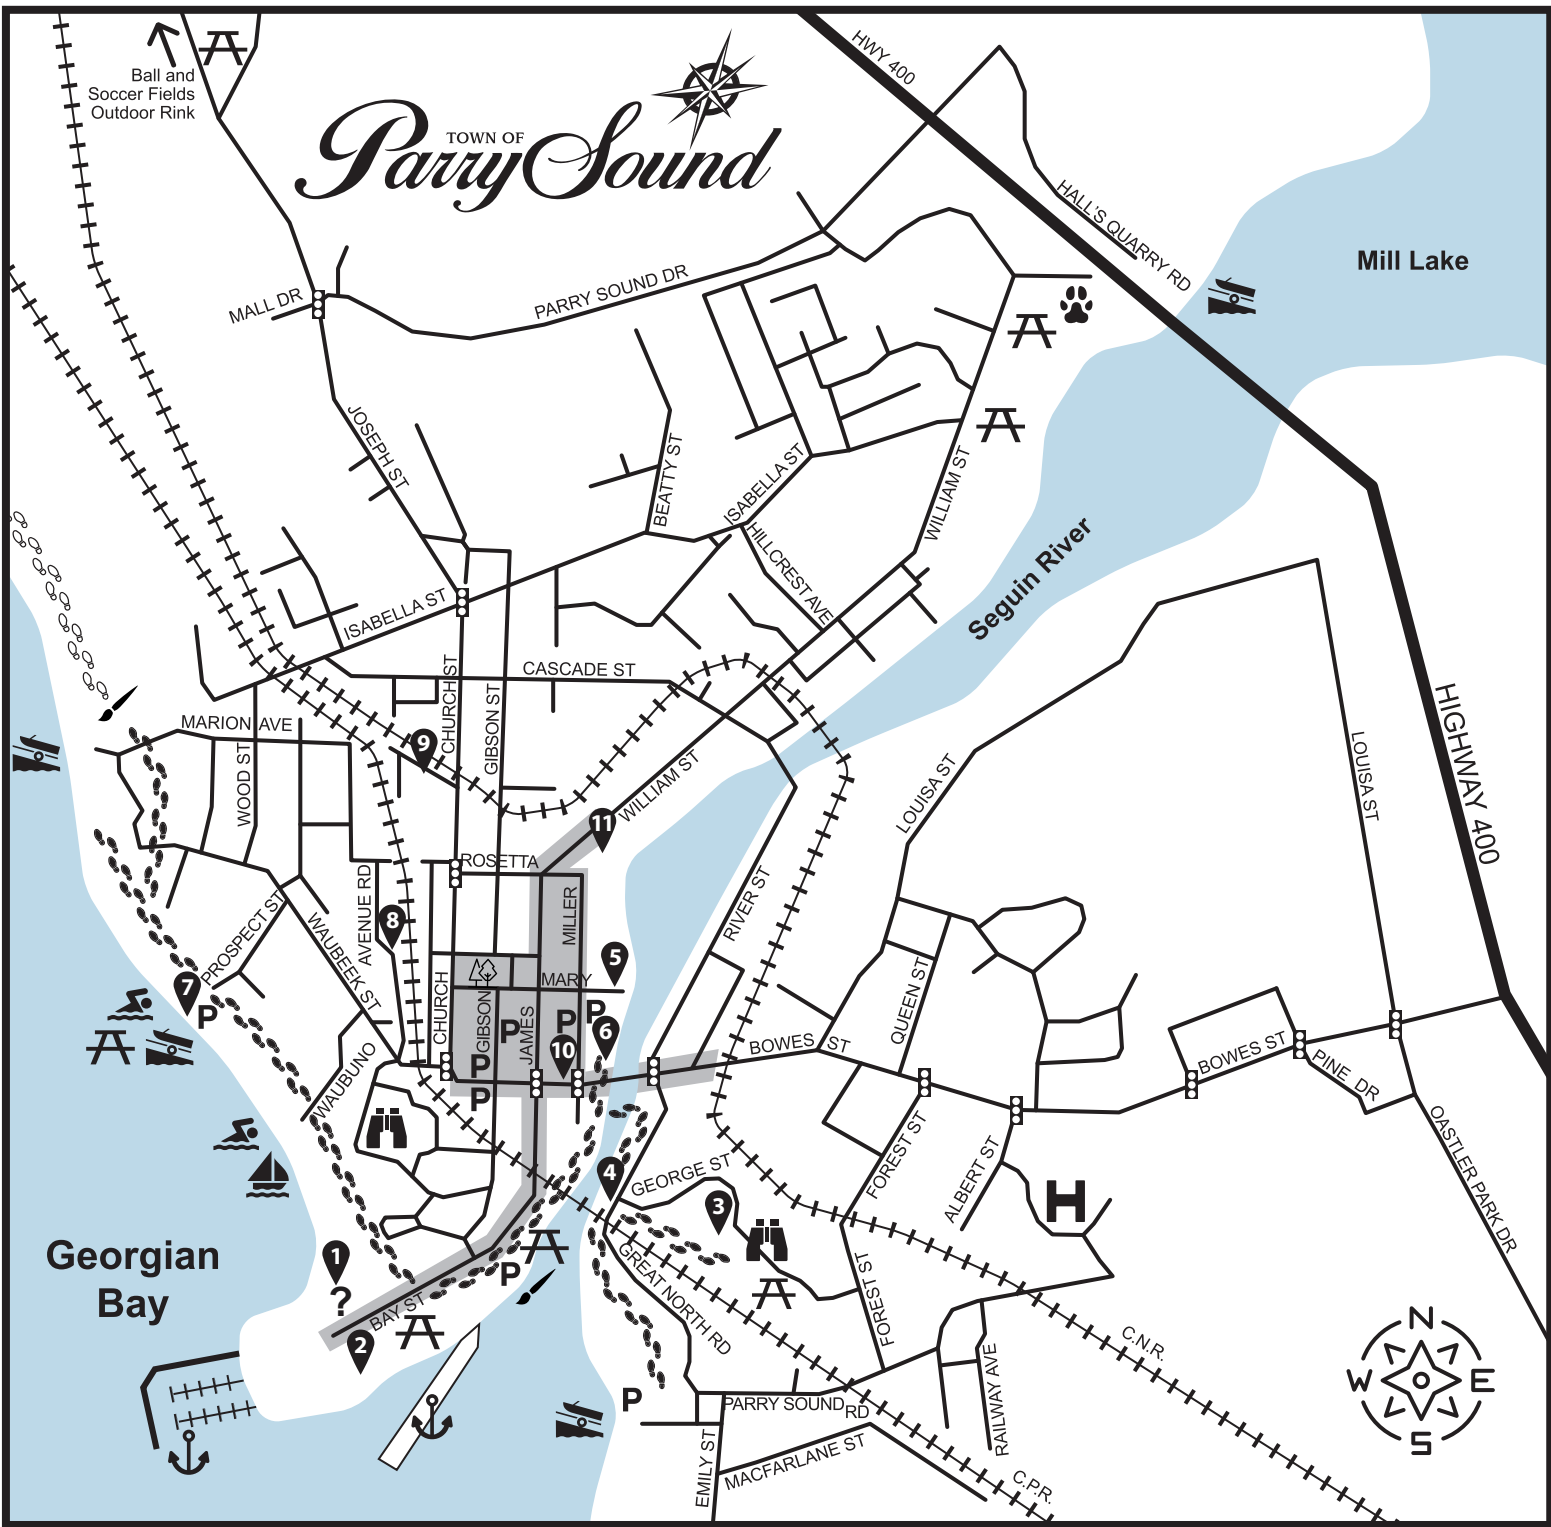 Ball and
Soccer Fields
Outdoor Rink
TOWN OF
Parry Sound
HWY 400
HALL'S QUARRY RD
Mill Lake
MALL DR
PARRY SOUND DR
JOSEPH ST
BEATTY ST
ISABELLA ST
WILLIAM ST
HILLCREST AVE
Seguin River
ISABELLA ST
CHURCH ST
CASCADE ST
GIBSON ST
MARION AVE
WOOD ST
9
WILLIAM ST
11
LOUISA ST
LOUISA ST
HIGHWAY 400
ROSETTA
AVENUE RD
8
MILLER
RIVER ST
PROSPECT ST
WAUBEEK ST
5
7
P
MARY
CHURCH
GIBSON
JAMES
P
P
P
6
10
P
P
QUEEN ST
BOWES ST
BOWES ST
PINE DR
WAUBUNO
OASTLER PARK DR
FOREST ST
ALBERT ST
H
4
GEORGE ST
3
Georgian
Bay
1
?
P
BAY ST
2
GREAT NORTH RD
FOREST ST
C.N.R.
N
W
E
S
P
PARRY SOUND RD
RAILWAY AVE
MACFARLANE ST
EMILY ST
C.P.R.